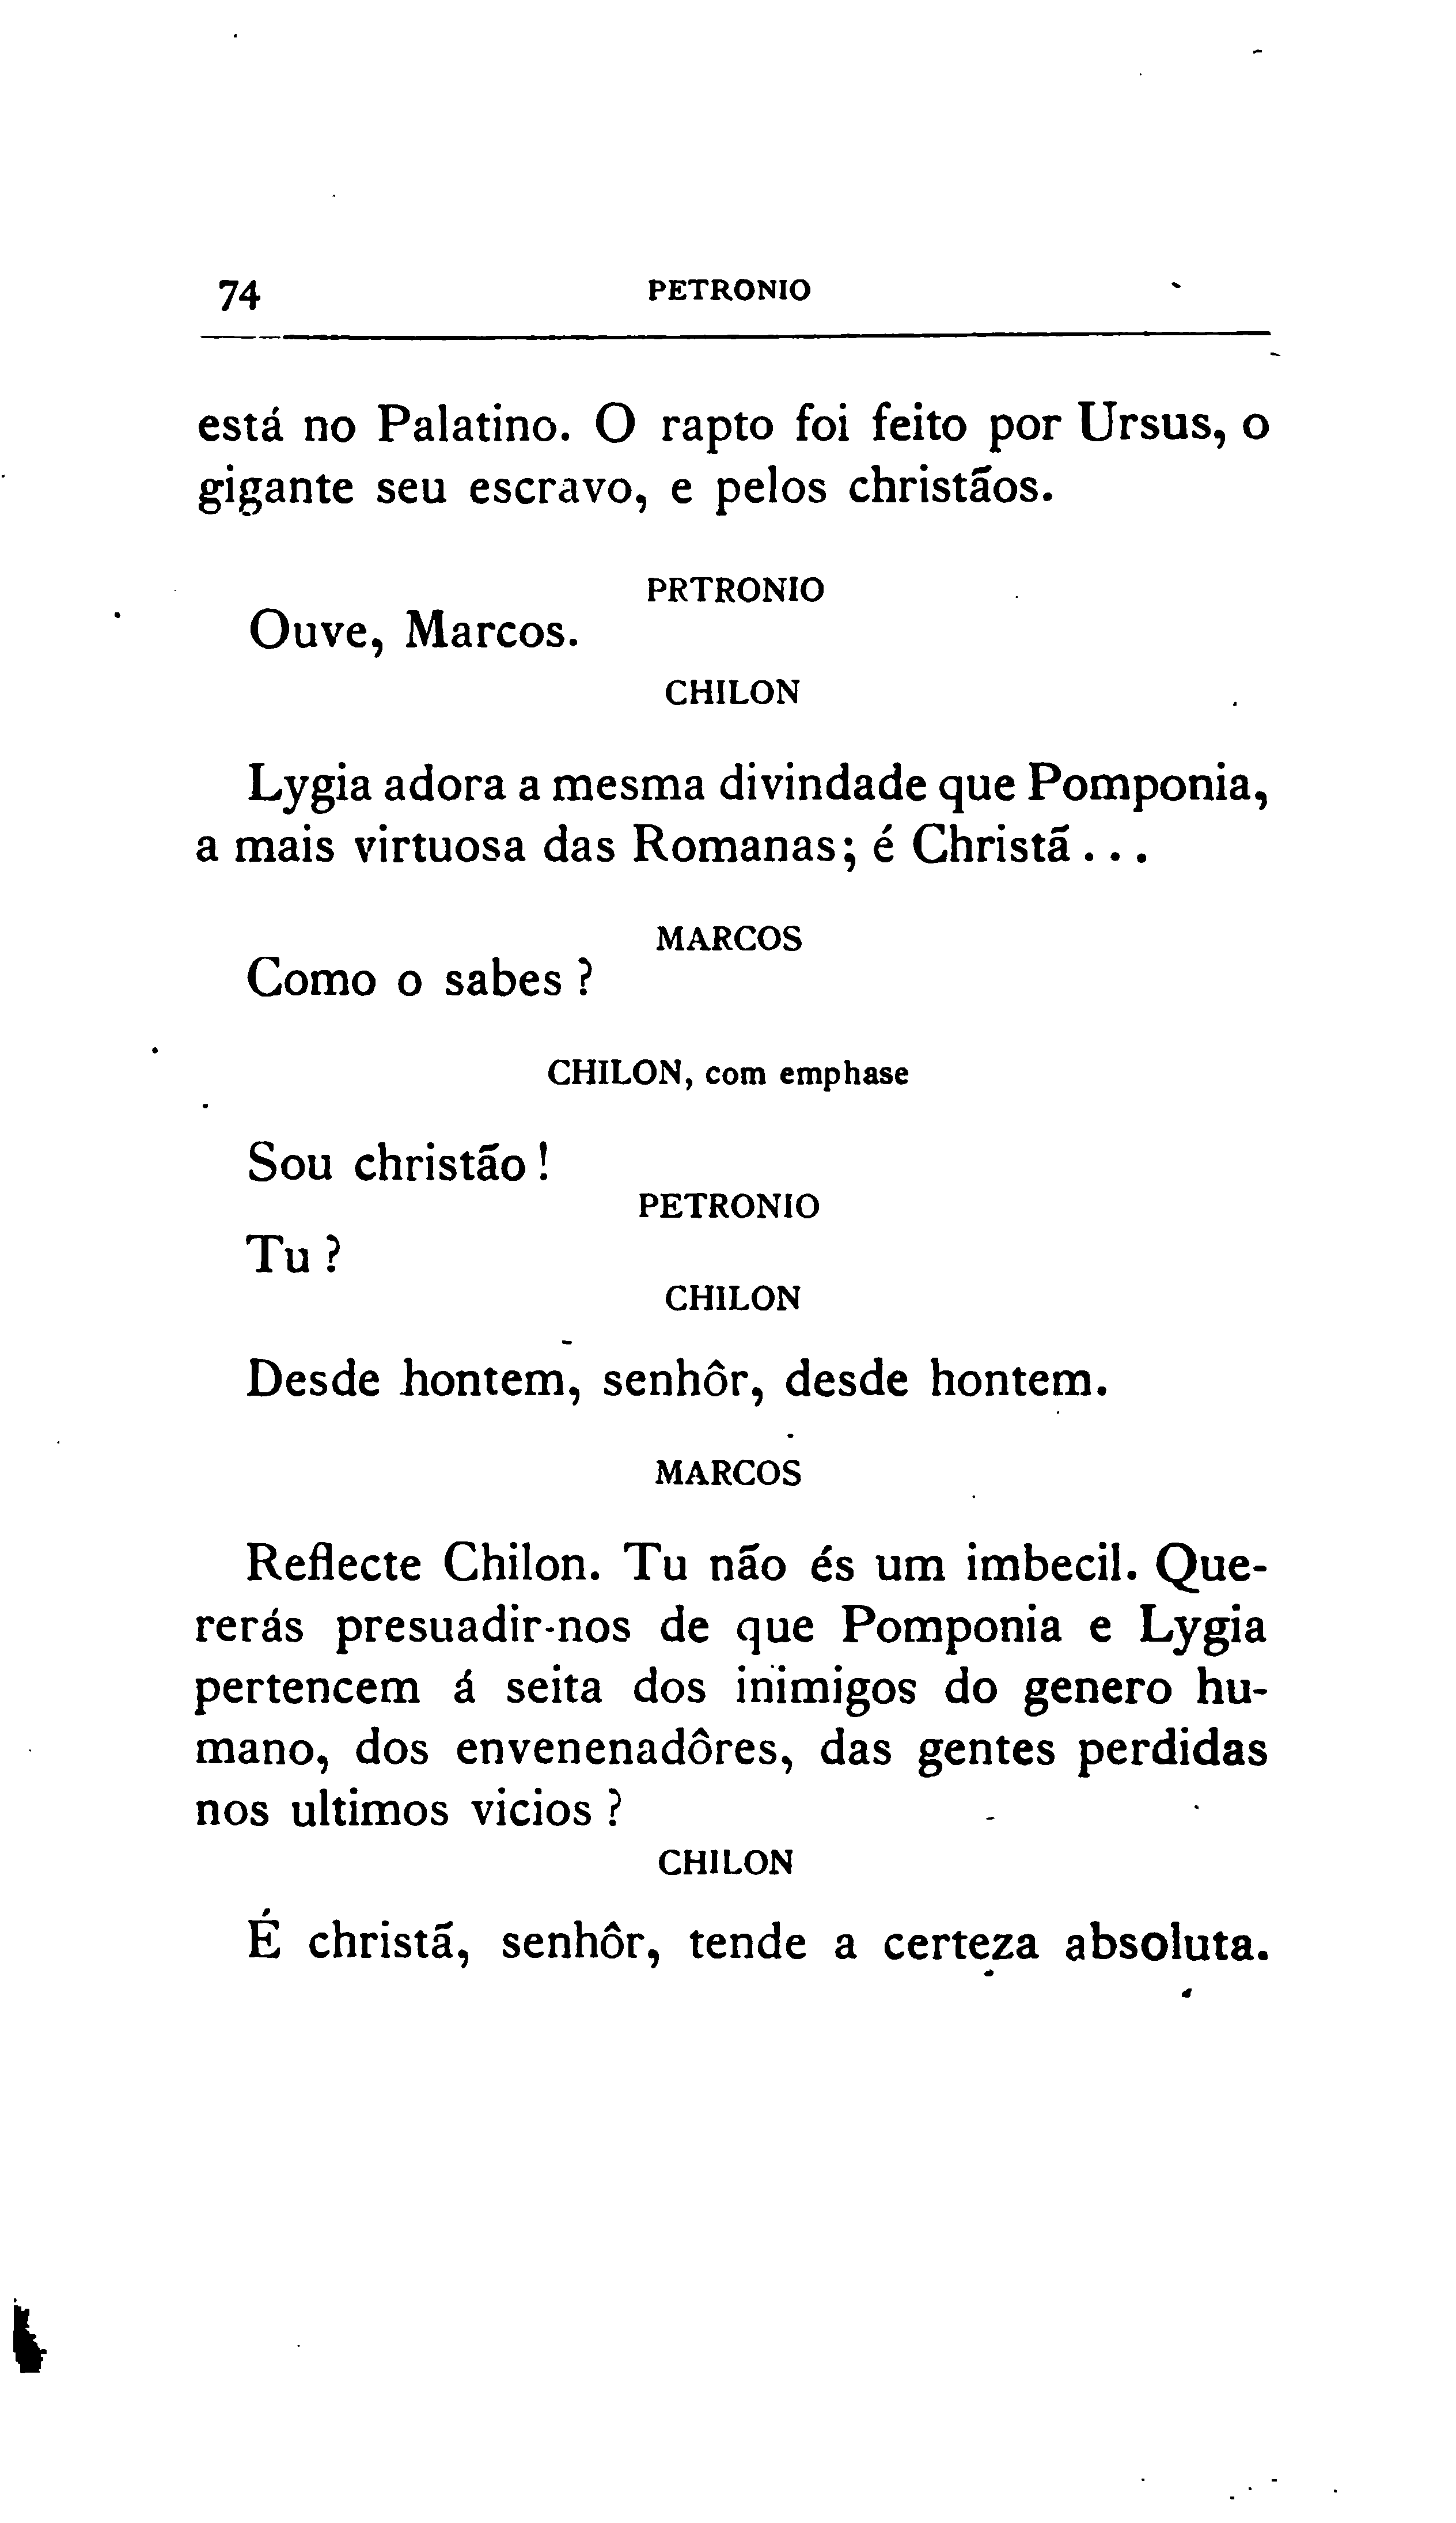 74 PETRONIO
está no Palatino. O rapto foi feito por Ursus, o
gigante seu escravo, e pelos christãos.
PRTRONIO
Ouve, Marcos.
CHILON
Lygia adora a mesma divindade que Pomponia,
a mais virtuosa das Romanas; é Christã...
MARCOS
Como o sabes ?
CHILON, com emphase
Sou christão !
PETRONIO
Tu ?
CHILON
Desde hontem, senhôr, desde hontem.
MARCOS
Reflecte Chilon. Tu não és um imbecil. Que-
rerás presuadir-nos de que Pomponia e Lygia
pertencem á seita dos inimigos do genero hu-
mano, dos envenenadôres, das gentes perdidas
nos ultimos vicios ?
CHILON
É christã, senhôr, tende a certeza absoluta.